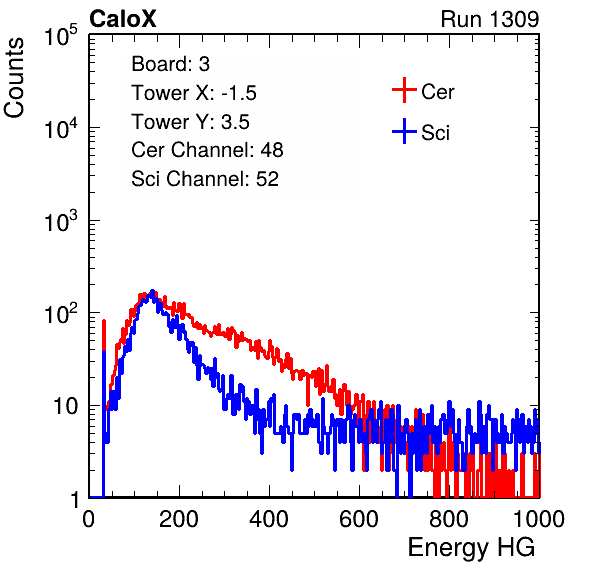 CaloX Run 1309
Counts
Board: 3
Tower X: -1.5
Tower Y: 3.5
Cer Channel: 48
Sci Channel: 52
Cer
Sci
10^5
10^4
10^3
10^2
10
1
0 200 400 600 800 1000
Energy HG